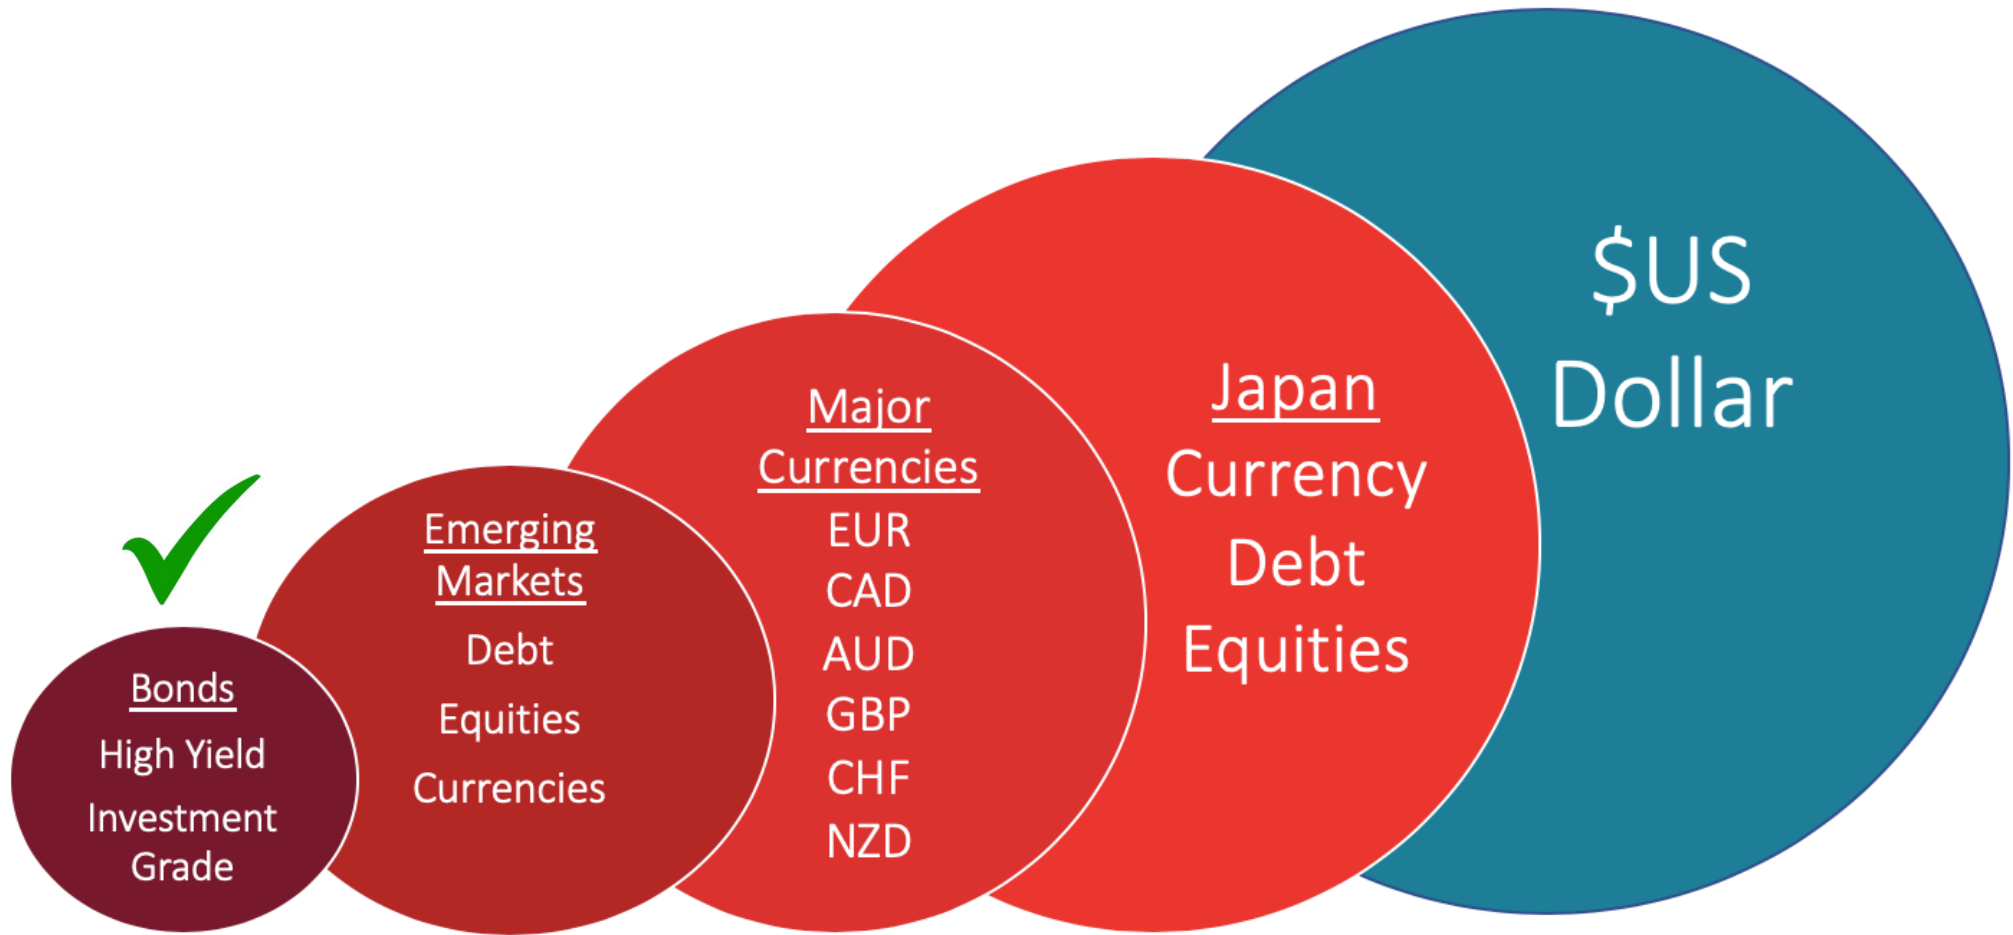 Bonds
High Yield
Investment
Grade
Emerging
Markets
Debt
Equities
Currencies
Major
Currencies
EUR
CAD
AUD
GBP
CHF
NZD
Japan
Currency
Debt
Equities
$US
Dollar